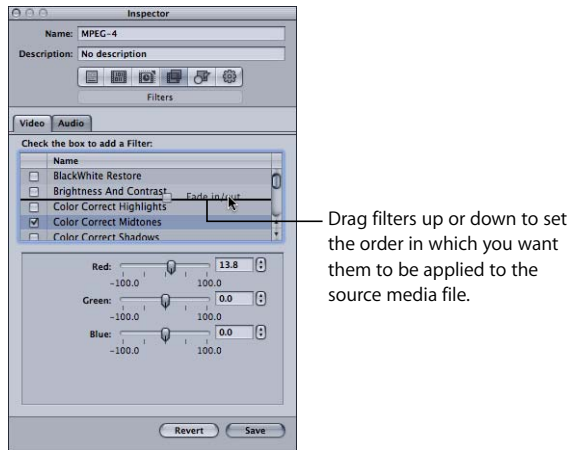 Inspector
Name: MPEG-4
Description: No description
Filters
Video Audio
Check the box to add a Filter:
Name
BlackWhite Restore
Brightness And Contrast
Fade in/out
Color Correct Highlights
Color Correct Midtones
Color Correct Shadows
Red: 13.8
-100.0 100.0
Green: 0.0
-100.0 100.0
Blue: 0.0
-100.0 100.0
Revert Save
Drag filters up or down to set
the order in which you want
them to be applied to the
source media file.